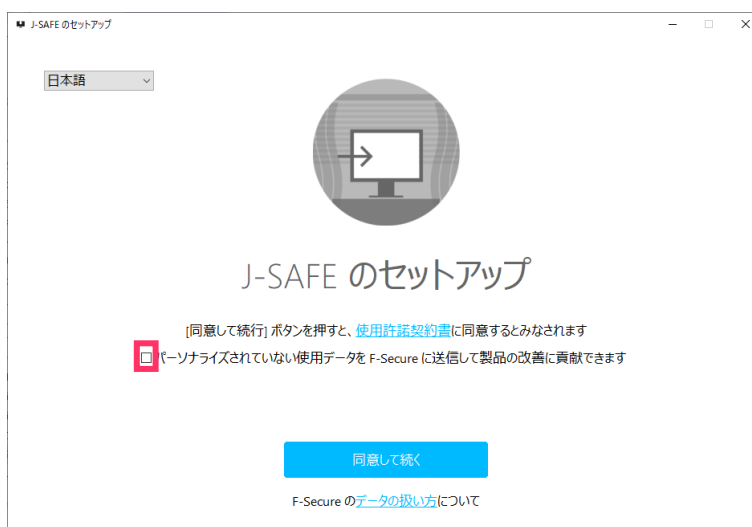 J-SAFE のセットアップ
日本語
J-SAFE のセットアップ
[同意して続行] ボタンを押すと、使用許諾契約書に同意するとみなされます
パーソナライズされていない使用データを F-Secure に送信して製品の改善に貢献できます
同意して続く
F-Secure のデータの扱い方について